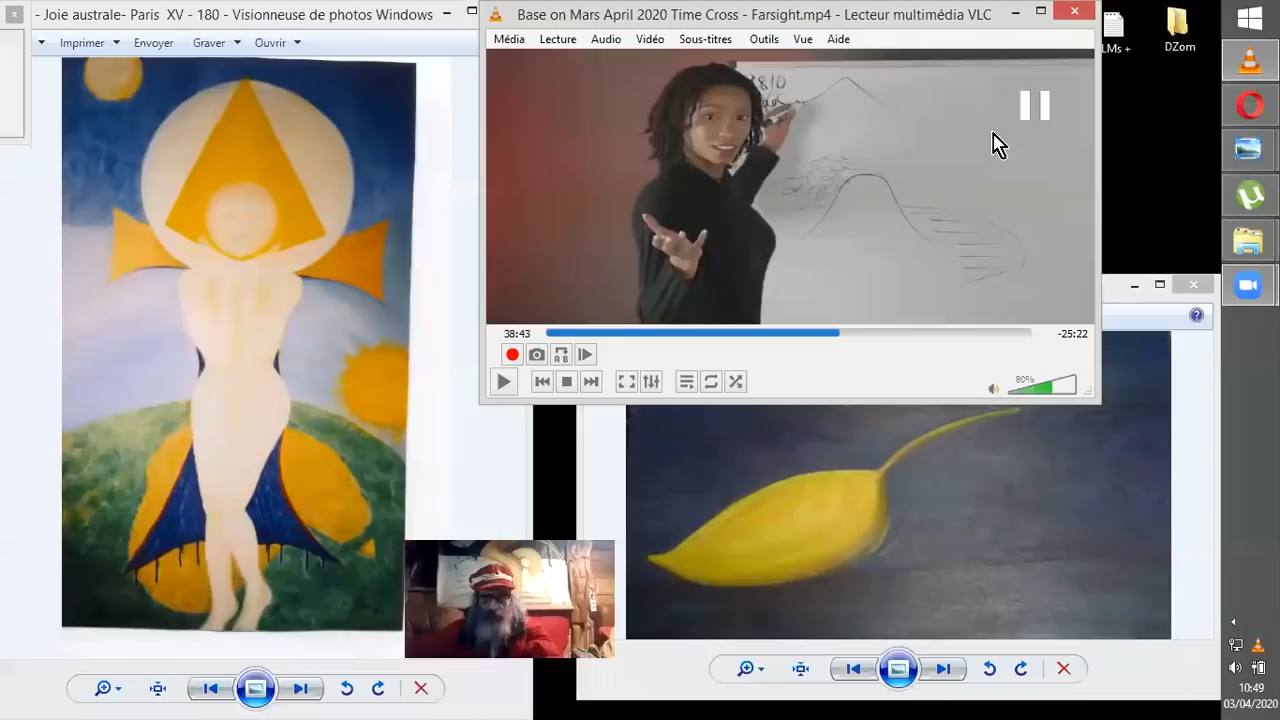 - Joie australe- Paris XV - 180 - Visionneuse de photos Windows
Imprimer Envoyer Graver Ouvrir
Base on Mars April 2020 Time Cross - Farsight.mp4 - Lecteur multimédia VLC
Média Lecture Audio Vidéo Sous-titres Outils Vue Aide
38:43
-25:22
80%
LMs +
DZom
10:49
03/04/2020